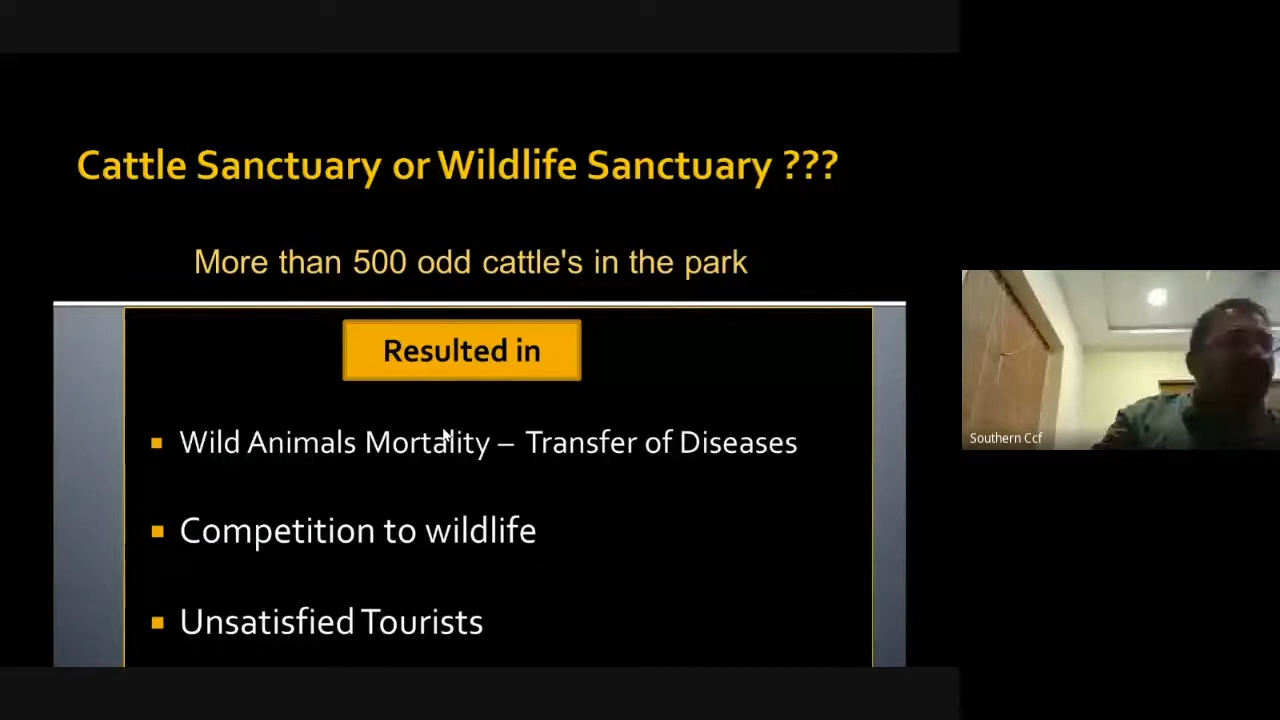 Cattle Sanctuary or Wildlife Sanctuary ???
More than 500 odd cattle's in the park
Resulted in
Wild Animals Mortality – Transfer of Diseases
Competition to wildlife
Unsatisfied Tourists
Southern Ccf